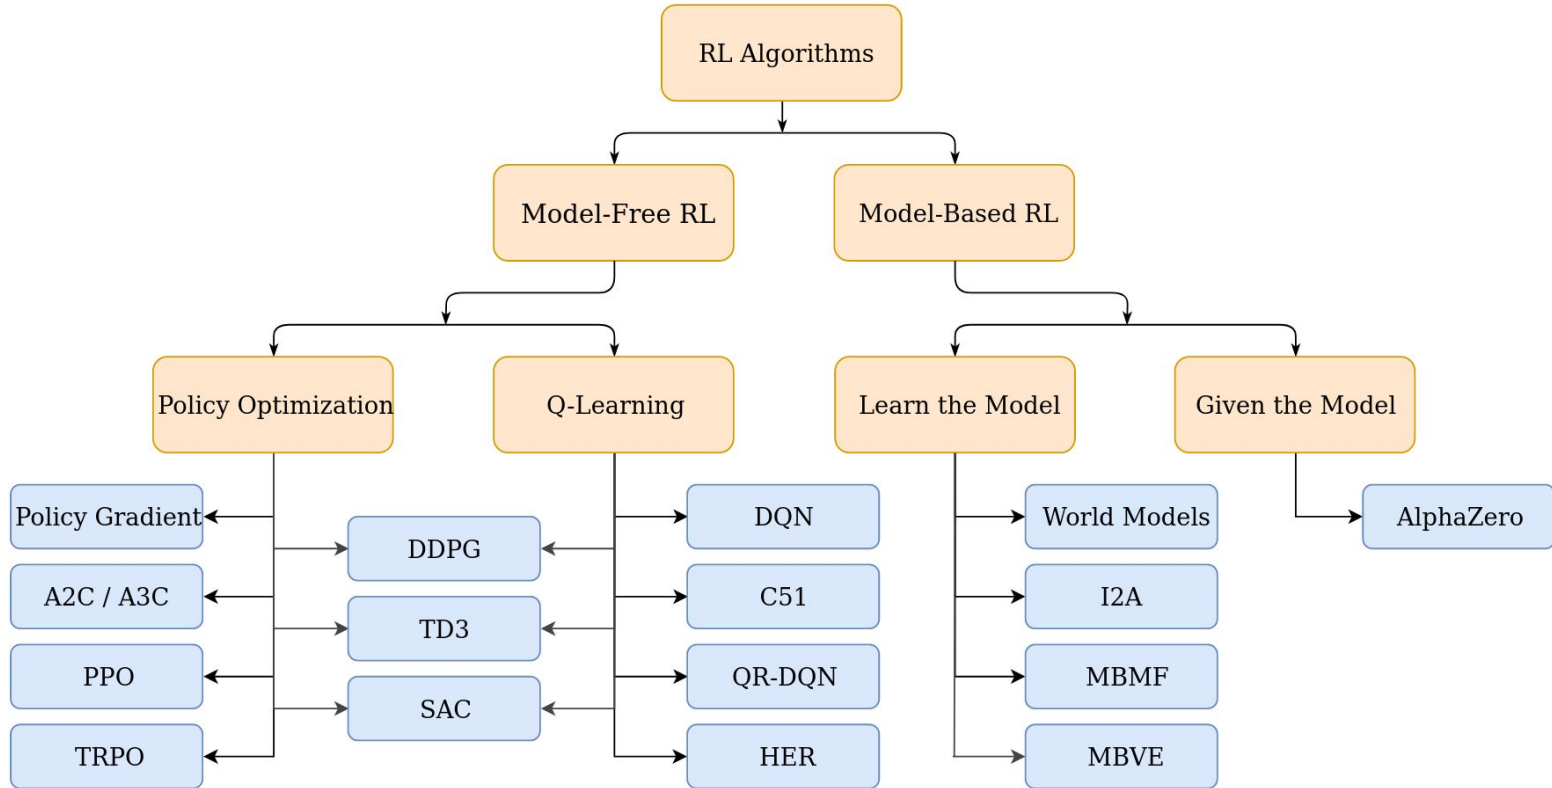 RL Algorithms
Model-Free RL
Model-Based RL
Policy Optimization
Q-Learning
Learn the Model
Given the Model
Policy Gradient
DQN
World Models
AlphaZero
DDPG
A2C / A3C
C51
I2A
TD3
PPO
QR-DQN
MBMF
SAC
TRPO
HER
MBVE